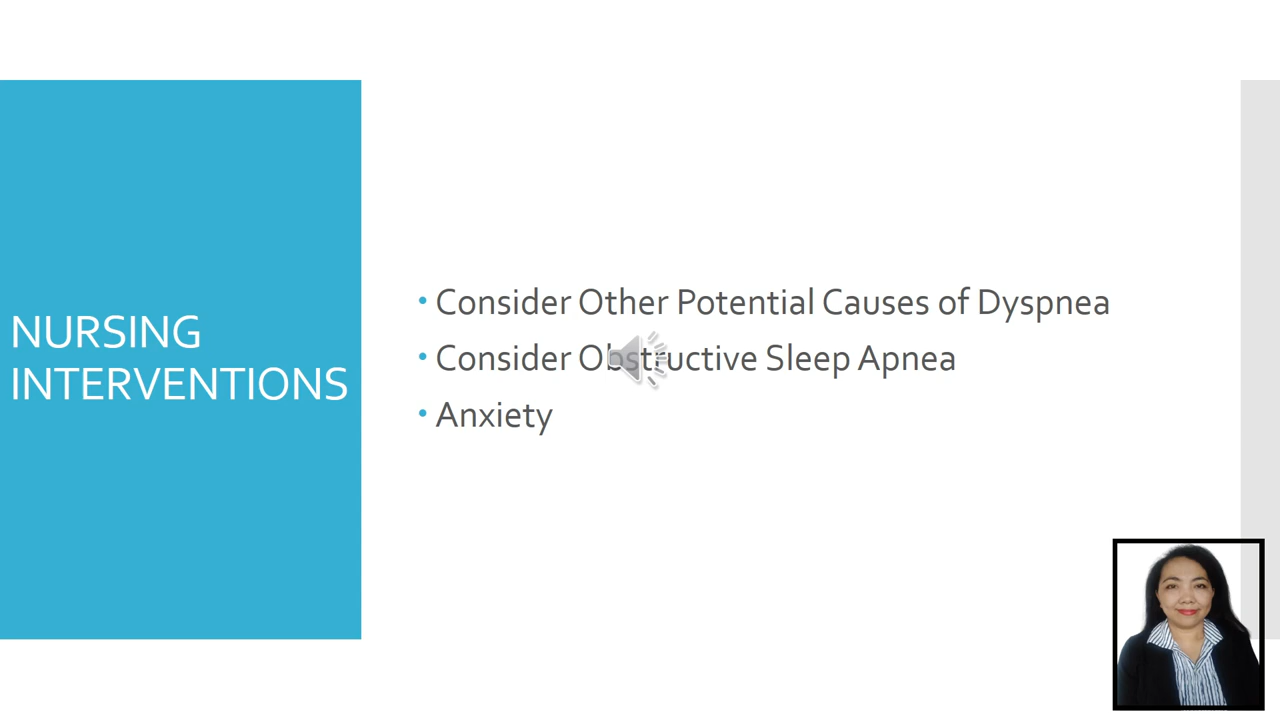 NURSING
INTERVENTIONS
• Consider Other Potential Causes of Dyspnea
• Consider Obstructive Sleep Apnea
• Anxiety